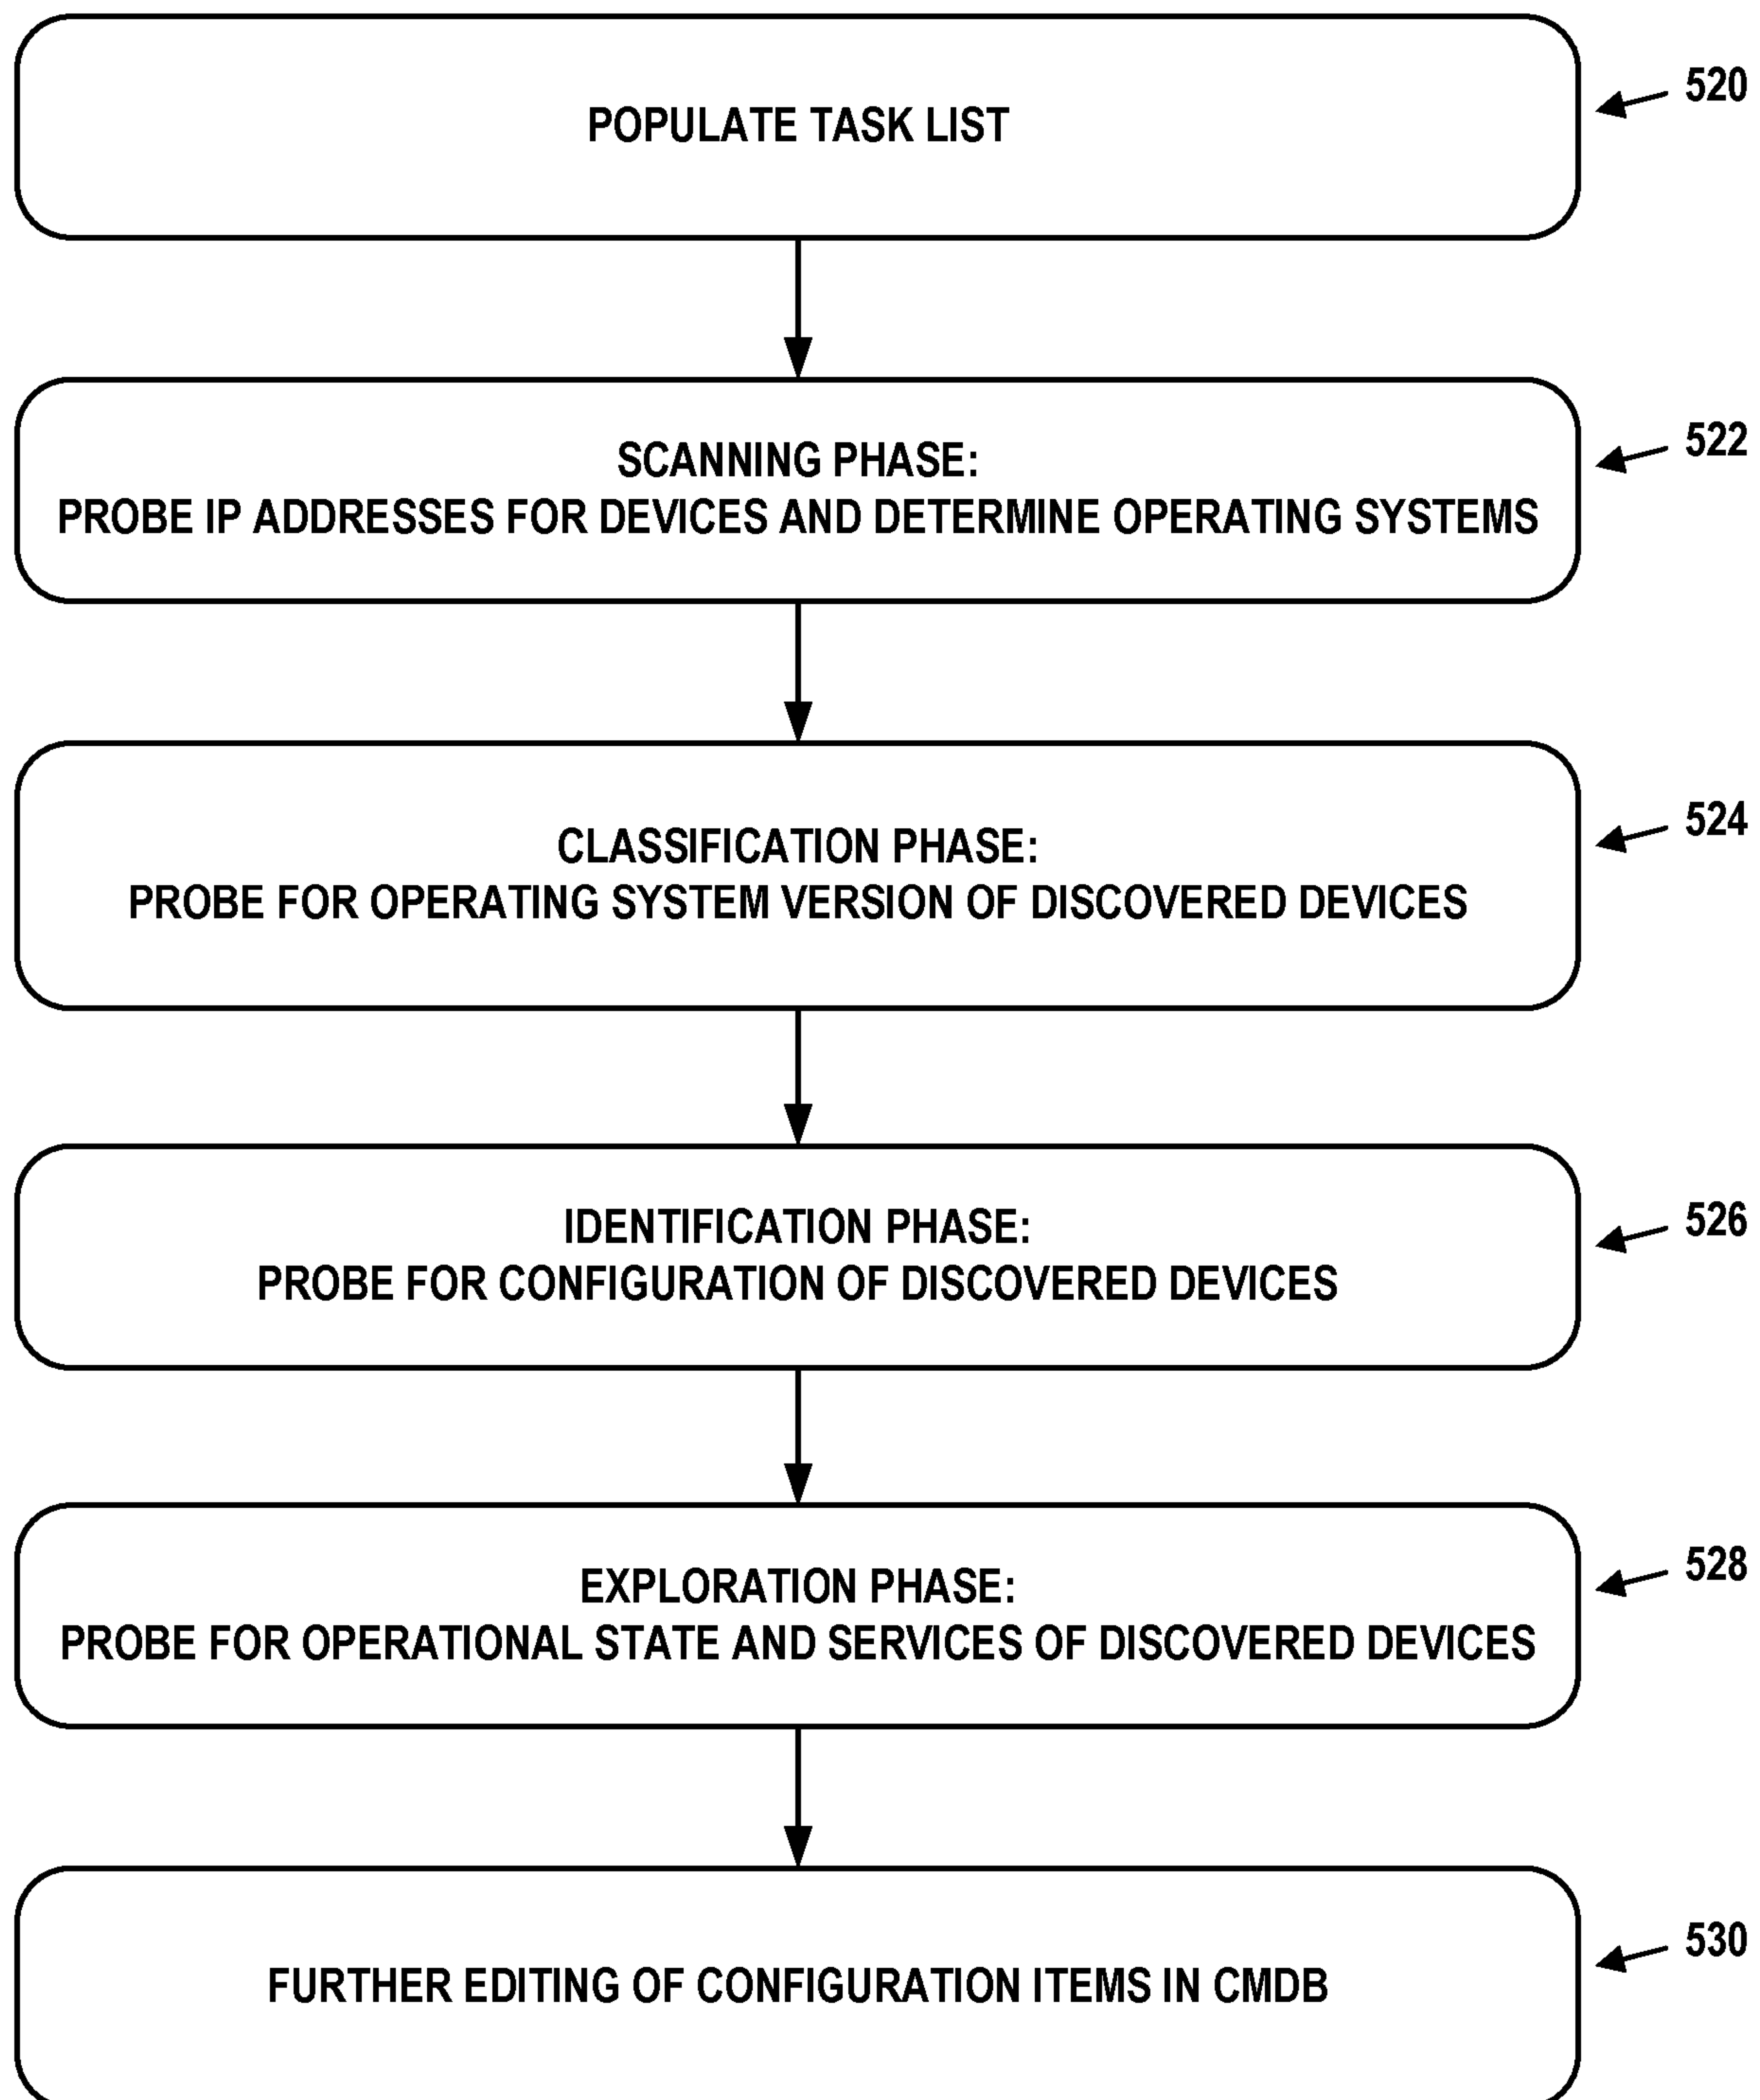 POPULATE TASK LIST
520
SCANNING PHASE:
PROBE IP ADDRESSES FOR DEVICES AND DETERMINE OPERATING SYSTEMS
522
CLASSIFICATION PHASE:
PROBE FOR OPERATING SYSTEM VERSION OF DISCOVERED DEVICES
524
IDENTIFICATION PHASE:
PROBE FOR CONFIGURATION OF DISCOVERED DEVICES
526
EXPLORATION PHASE:
PROBE FOR OPERATIONAL STATE AND SERVICES OF DISCOVERED DEVICES
528
FURTHER EDITING OF CONFIGURATION ITEMS IN CMDB
530